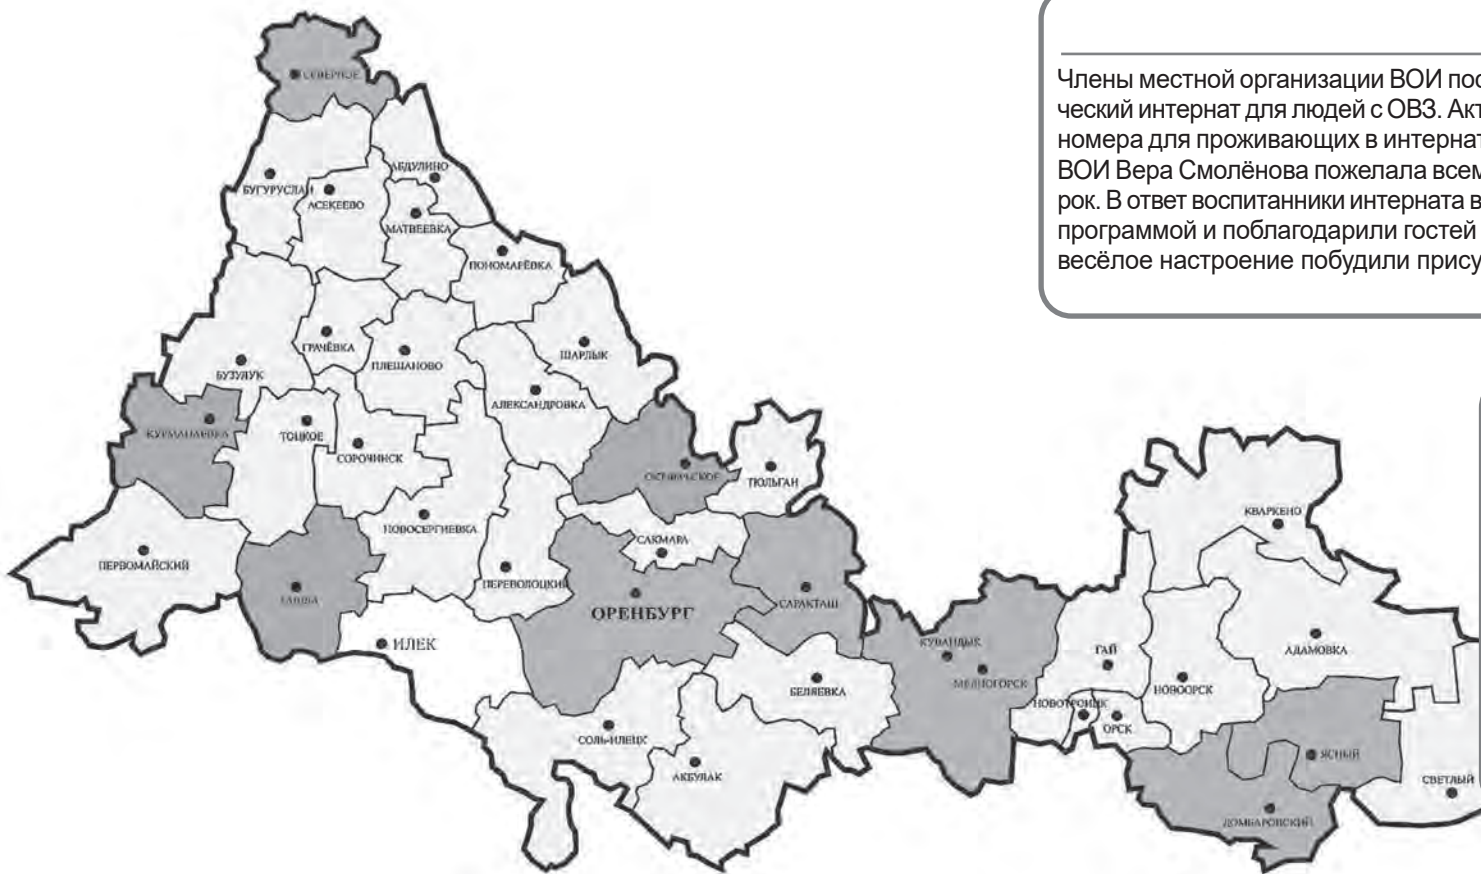 Члены местной организации ВОИ пос
ческий интернат для людей с ОВЗ. Акт
номера для проживающих в интернат
ВОИ Вера Смолёнова пожелала всем
рок. В ответ воспитанники интерната в
программой и поблагодарили гостей
весёлое настроение побудили прису
СЕВЕРНОЕ
АБДУЛИНО
БУГУРУСЛАН
АСЕКЕЕВО
МАТВЕЕВКА
ПОНОМАРЁВКА
ГРАЧЁВКА
ШАРЛЫК
ПЛЕШАНОВО
БУЗУЛУК
АЛЕКСАНДРОВКА
КУРМАНАЕВКА
ТОЦКОЕ
СОРОЧИНСК
ОКТЯБРЬСКОЕ
ТЮЛЬГАН
КВАРКЕНО
НОВОСЕРГИЕВКА
САКМАРА
ПЕРВОМАЙСКИЙ
ПЕРЕВОЛОЦКИЙ
ТАШЛА
САРАКТАШ
ОРЕНБУРГ
ИЛЕК
КУВАНДЫК
ГАЙ
АДАМОВКА
МЕДНОГОРСК
БЕЛЯЕВКА
НОВООРСК
НОВОТРОИЦК
ОРСК
СОЛЬ-ИЛЕЦК
ЯСНЫЙ
АКБУЛАК
СВЕТЛЫЙ
ДОМБАРОВСКИЙ